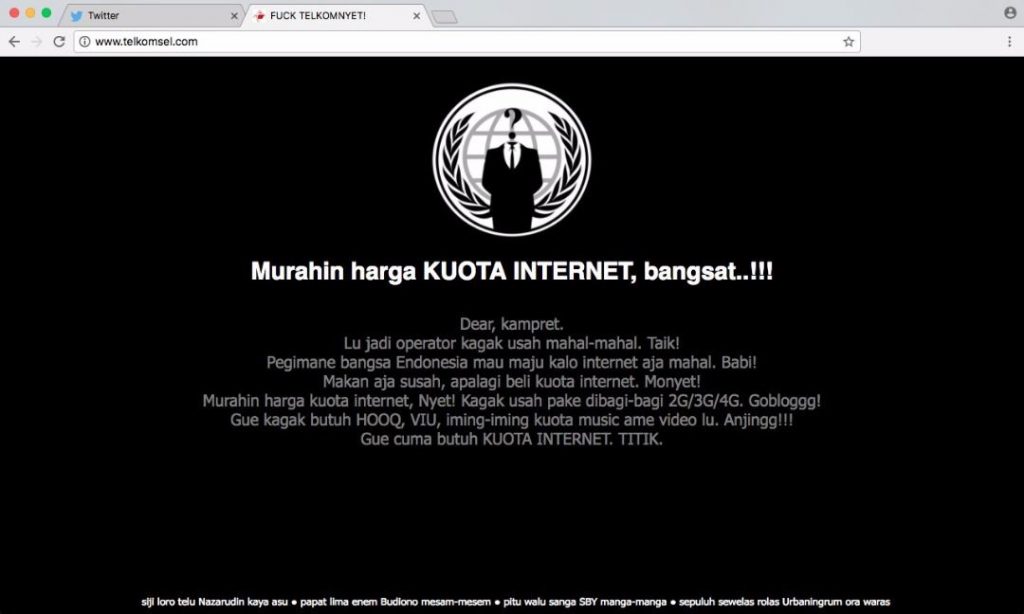 Twitter
FUCK TELKOMNYET!
www.telkomsel.com
?
Murahin harga KUOTA INTERNET, bangsat..!!!
Dear, kampret.
Lu jadi operator kagak usah mahal-mahal. Taik!
Pegimane bangsa Endonesia mau maju kalo internet aja mahal. Babi!
Makan aja susah, apalagi beli kuota internet. Monyet!
Murahin harga kuota internet, Nyet! Kagak usah pake dibagi-bagi 2G/3G/4G. Gobloggg!
Gue kagak butuh HOOQ, VIU, iming-iming kuota music ame video lu. Anjingg!!!
Gue cuma butuh KUOTA INTERNET. TITIK.
siji loro telu Nazarudin kaya asu ● papat lima enem Budiono mesam-mesem ● pitu walu sanga SBY manga-manga ● sepuluh sewelas rolas Urbaningrum ora waras